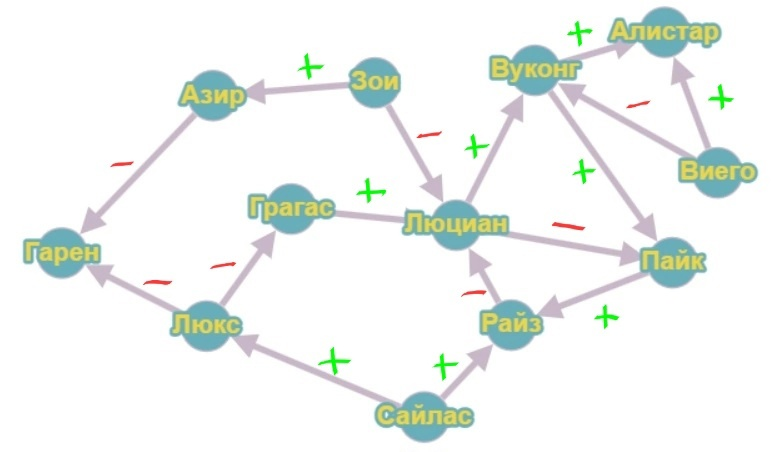 Алистар
+
Вуконг
+
Зои
Азир
−
−
+
+
Виего
−
+
+
Грагас
Люциан
−
Гарен
−
−
Пайк
−
Люкс
Райз
+
+
+
Сайлас